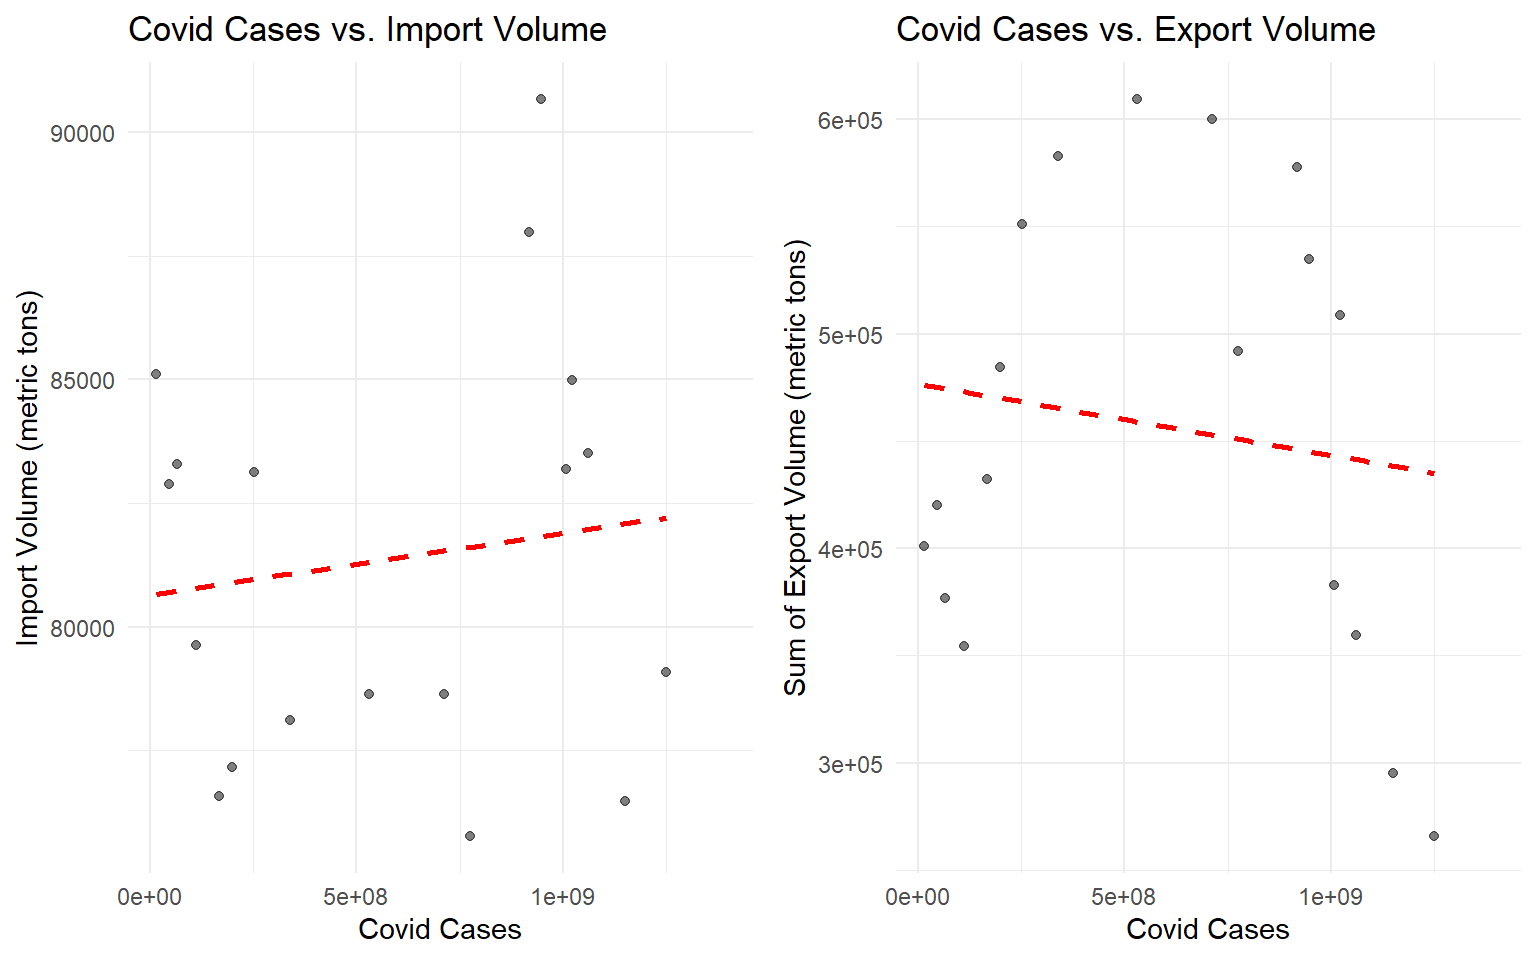 Covid Cases vs. Import Volume
Import Volume (metric tons)
90000
85000
80000
0e+00
5e+08
1e+09
Covid Cases
Covid Cases vs. Export Volume
Sum of Export Volume (metric tons)
6e+05
5e+05
4e+05
3e+05
0e+00
5e+08
1e+09
Covid Cases